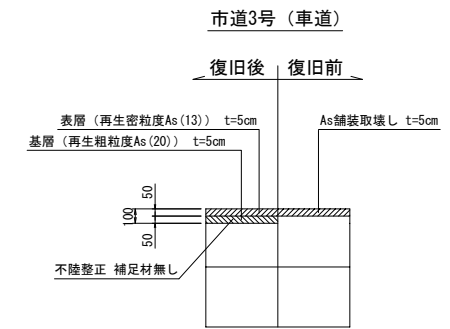 市道3号（車道）
復旧後
復旧前
表層（再生密粒度As(13)） t=5cm
As舗装取壊し t=5cm
基層（再生粗粒度As(20)） t=5cm
50
100
50
不陸整正 補足材無し